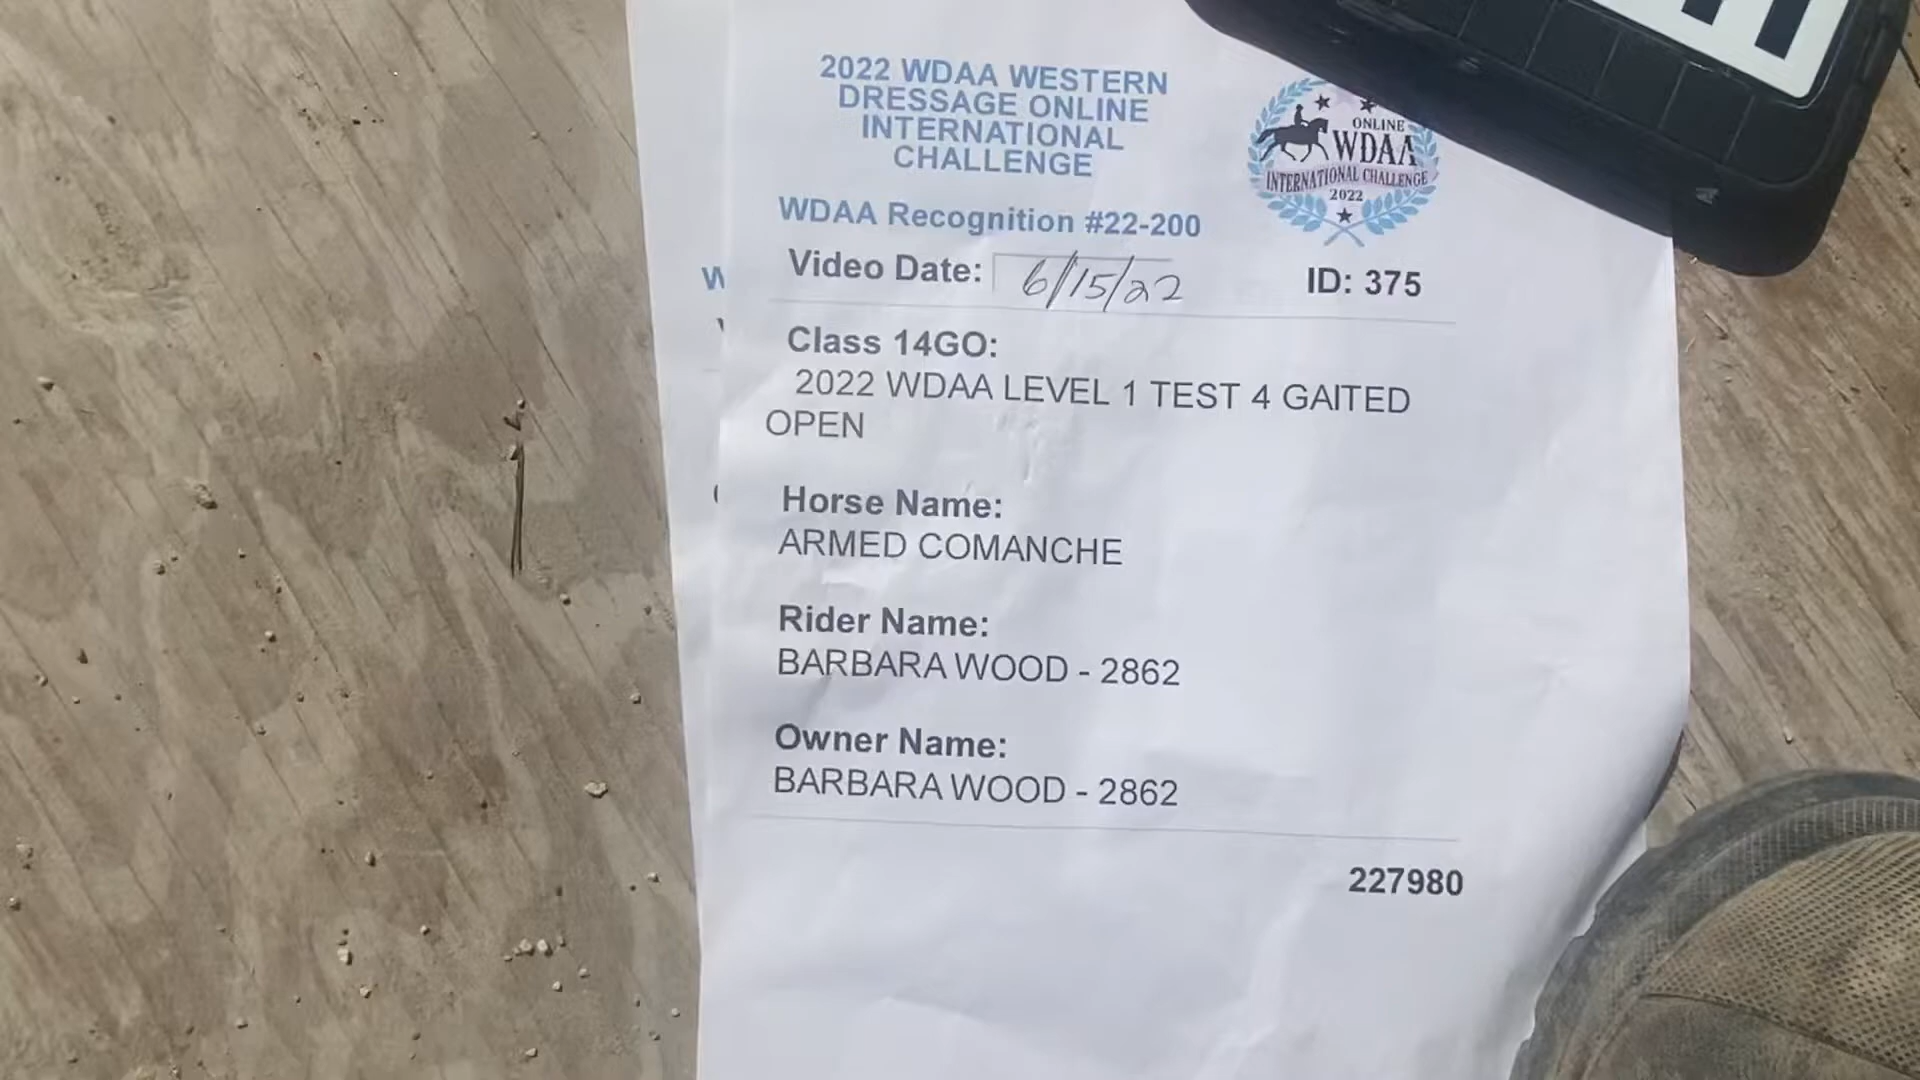 2022 WDAA WESTERN
DRESSAGE ONLINE
INTERNATIONAL
CHALLENGE
ONLINE
WDAA
INTERNATIONAL CHALLENGE
2022
WDAA Recognition #22-200
Video Date: 6/15/22
ID: 375
Class 14GO:
2022 WDAA LEVEL 1 TEST 4 GAITED
OPEN
Horse Name:
ARMED COMANCHE
Rider Name:
BARBARA WOOD - 2862
Owner Name:
BARBARA WOOD - 2862
227980